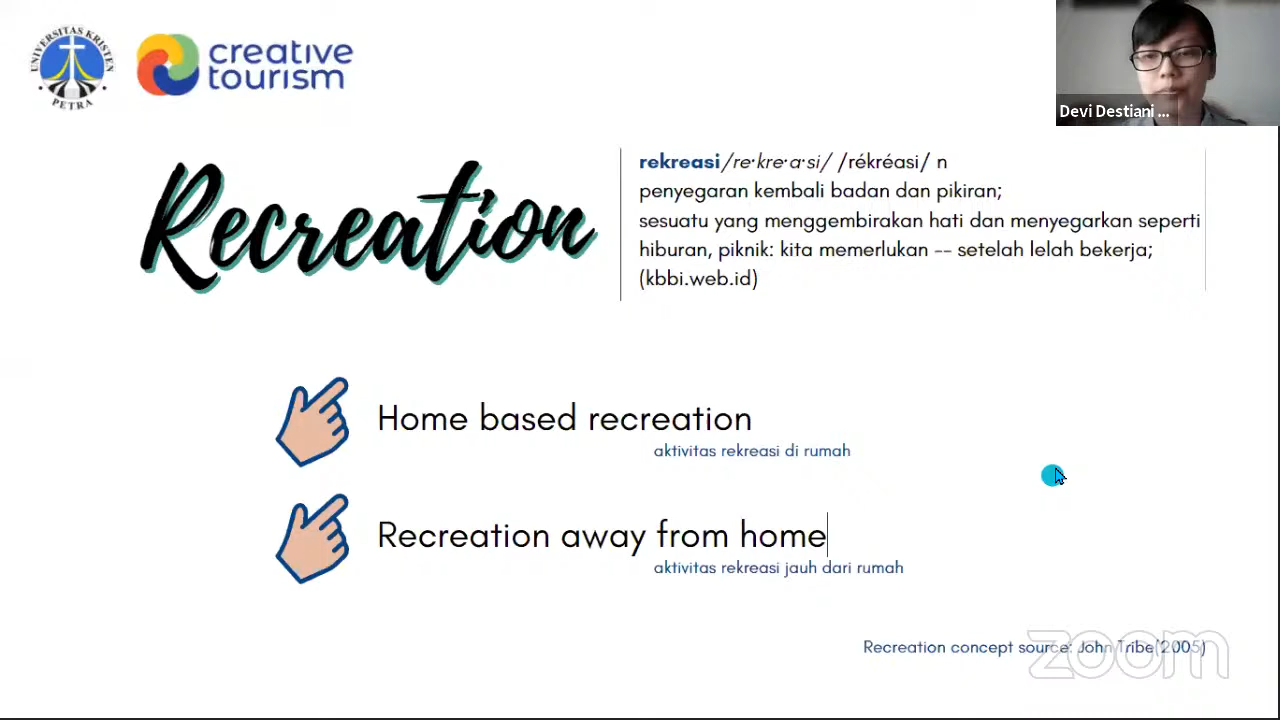 UNIVERSITAS KRISTEN
PETRA
creative
tourism
Devi Destiani ...
Recreation
rekreasi/re·kre·a·si/ /rékréasi/ n
penyegaran kembali badan dan pikiran;
sesuatu yang menggembirakan hati dan menyegarkan seperti
hiburan, piknik: kita memerlukan -- setelah lelah bekerja;
(kbbi.web.id)
Home based recreation
aktivitas rekreasi di rumah
Recreation away from home
aktivitas rekreasi jauh dari rumah
Recreation concept source: John Tribe(2005)
zoom